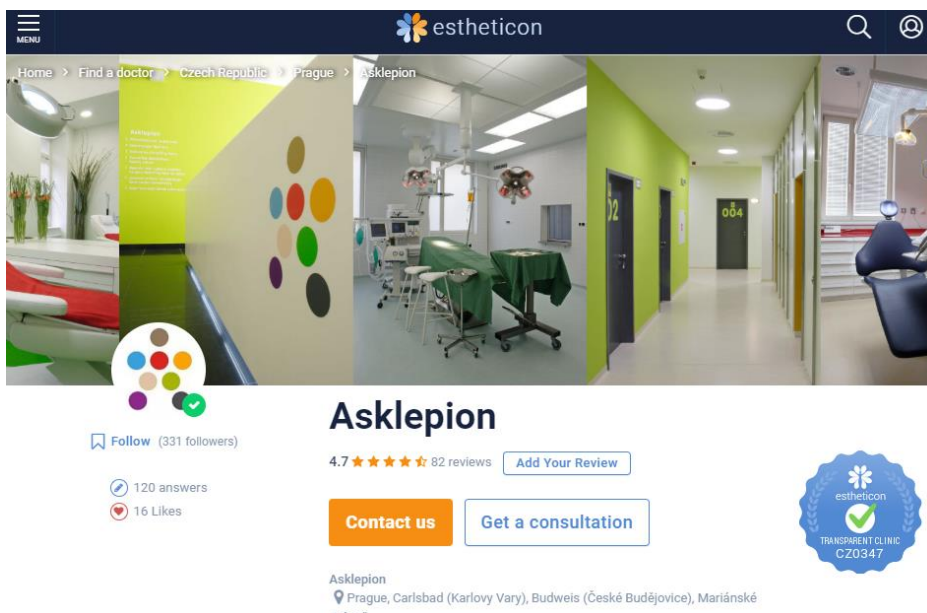 MENU
estheticon
Home > Find a doctor > Czech Republic > Prague > Asklepion
Asklepion
02
004
Asklepion
Follow (331 followers)
4.7 82 reviews Add Your Review
120 answers
16 Likes
Contact us Get a consultation
estheticon
TRANSPARENT CLINIC
CZ0347
Asklepion
Prague, Carlsbad (Karlovy Vary), Budweis (České Budějovice), Mariánské